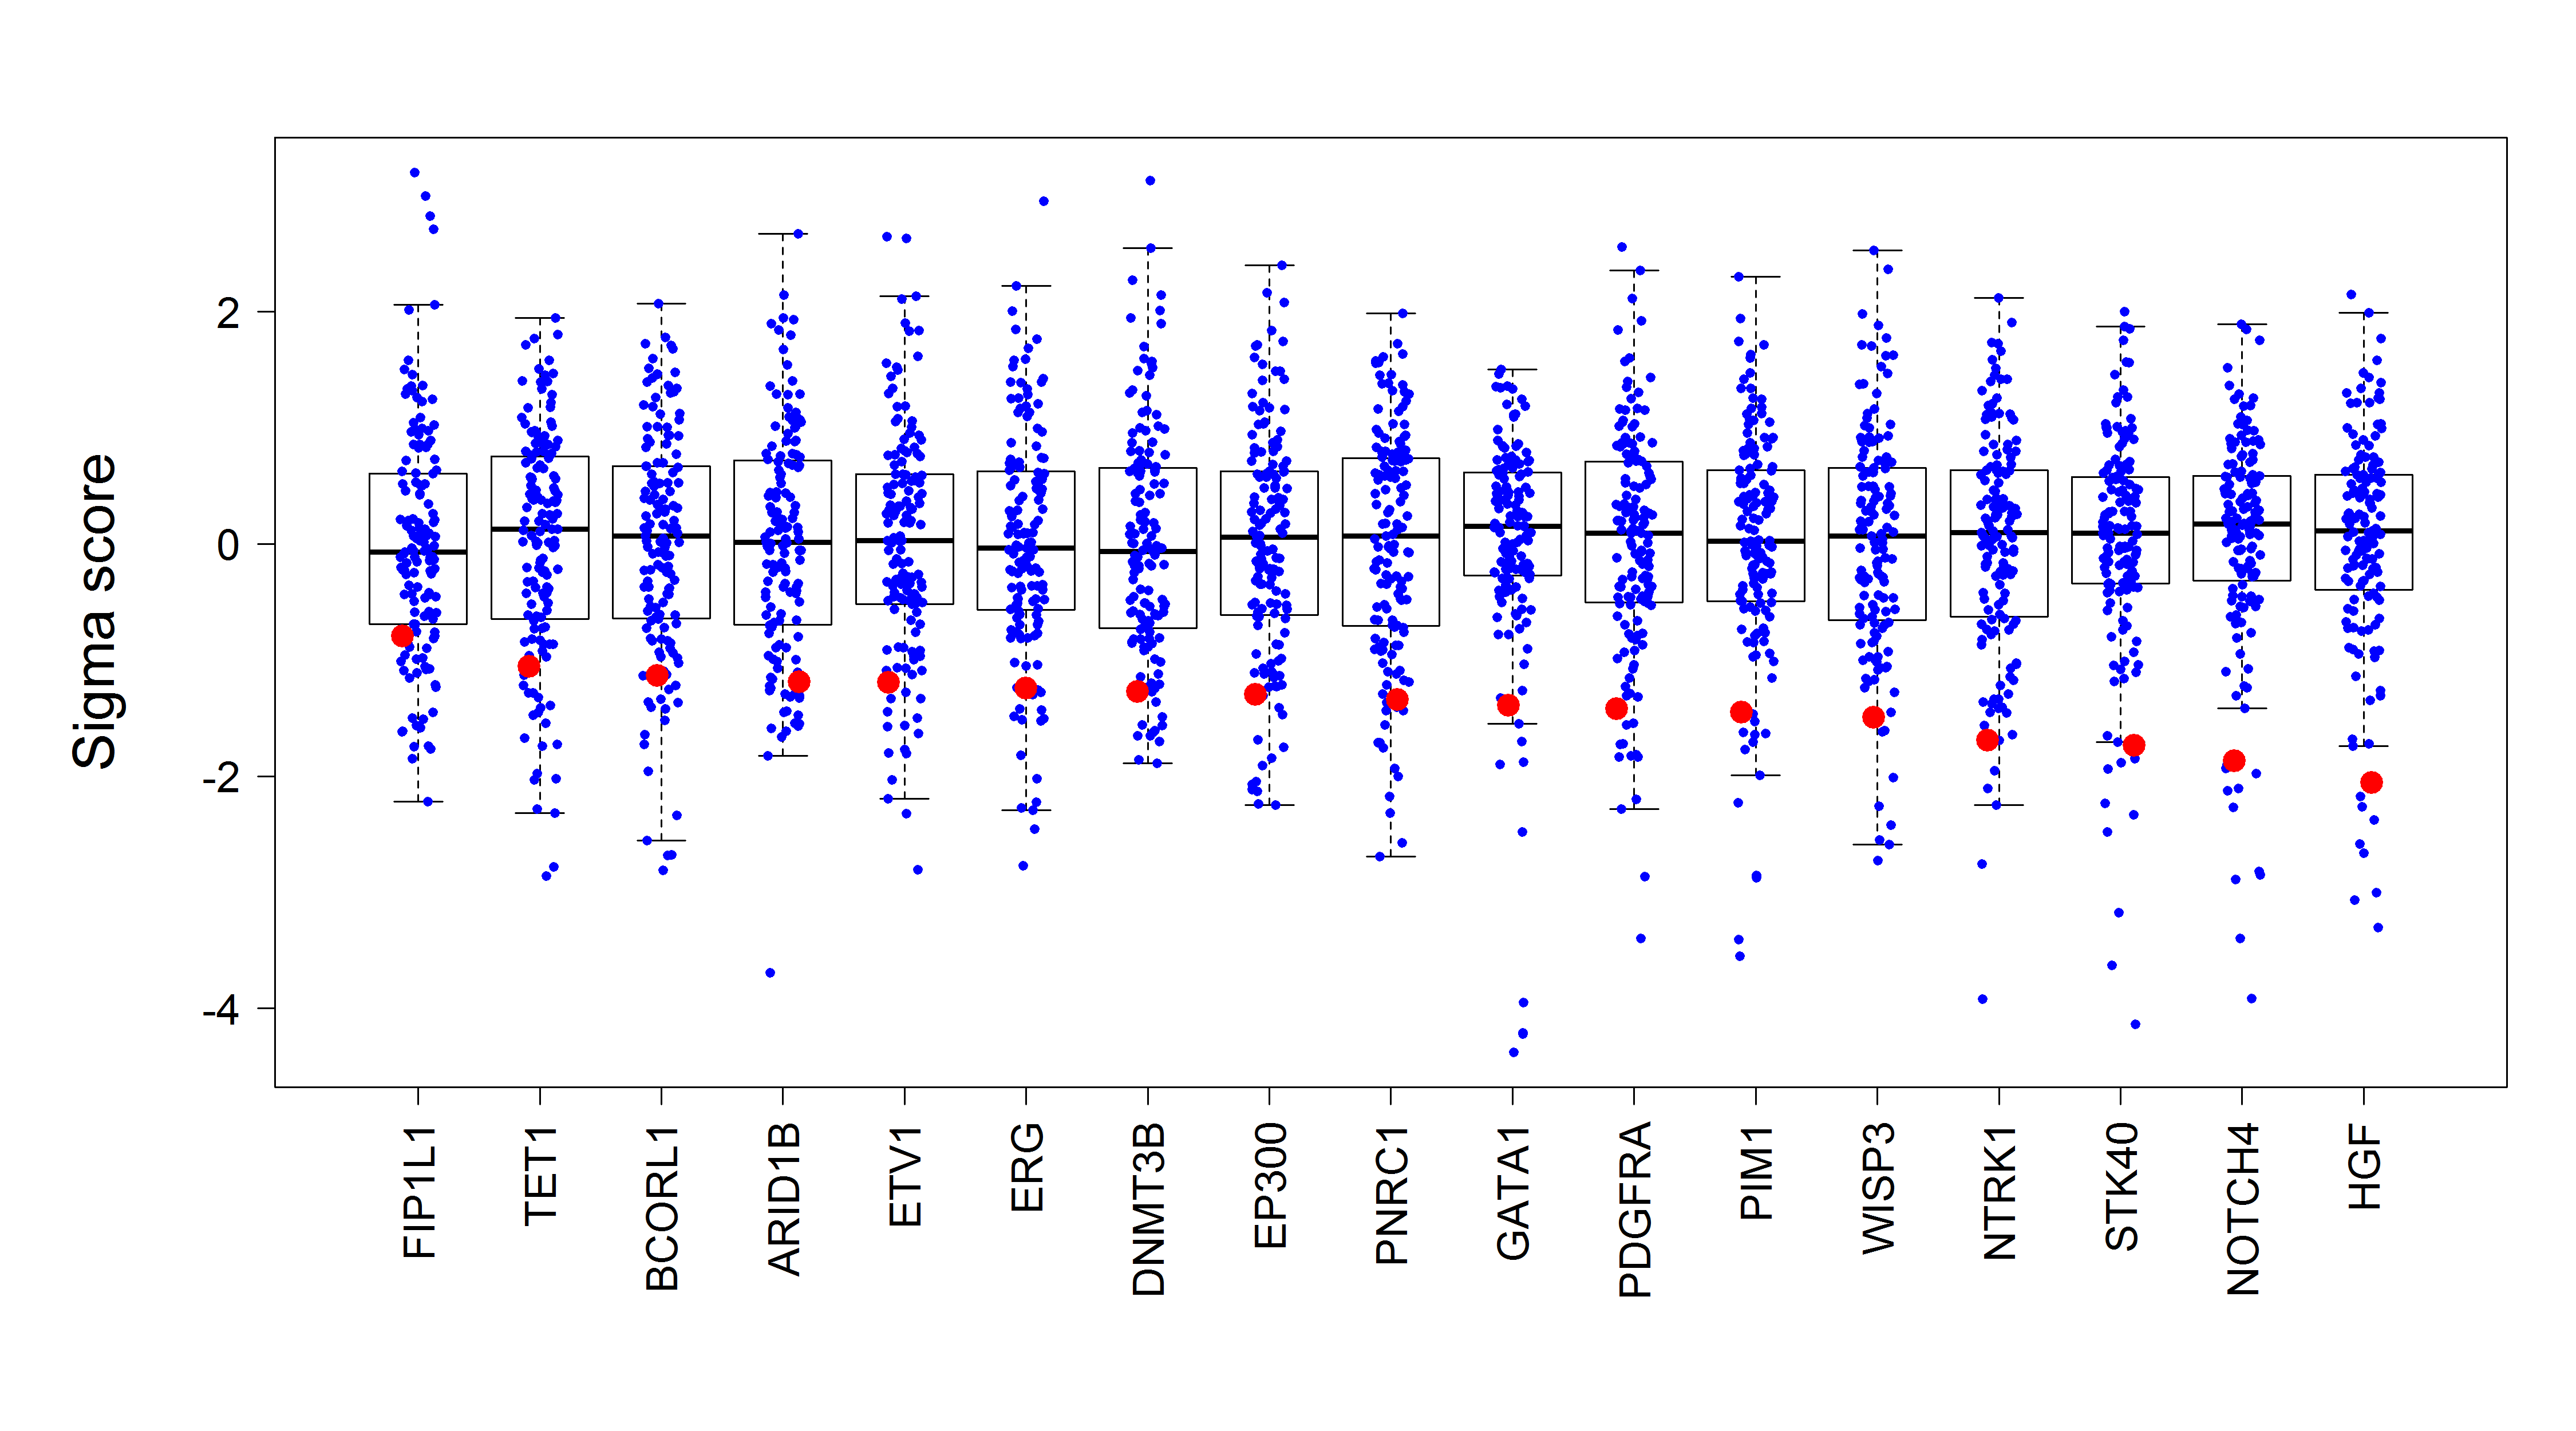 Sigma score
2
0
-2
-4
FIP1L1
TET1
BCORL1
ARID1B
ETV1
ERG
DNMT3B
EP300
PNRC1
GATA1
PDGFRA
PIM1
WISP3
NTRK1
STK40
NOTCH4
HGF